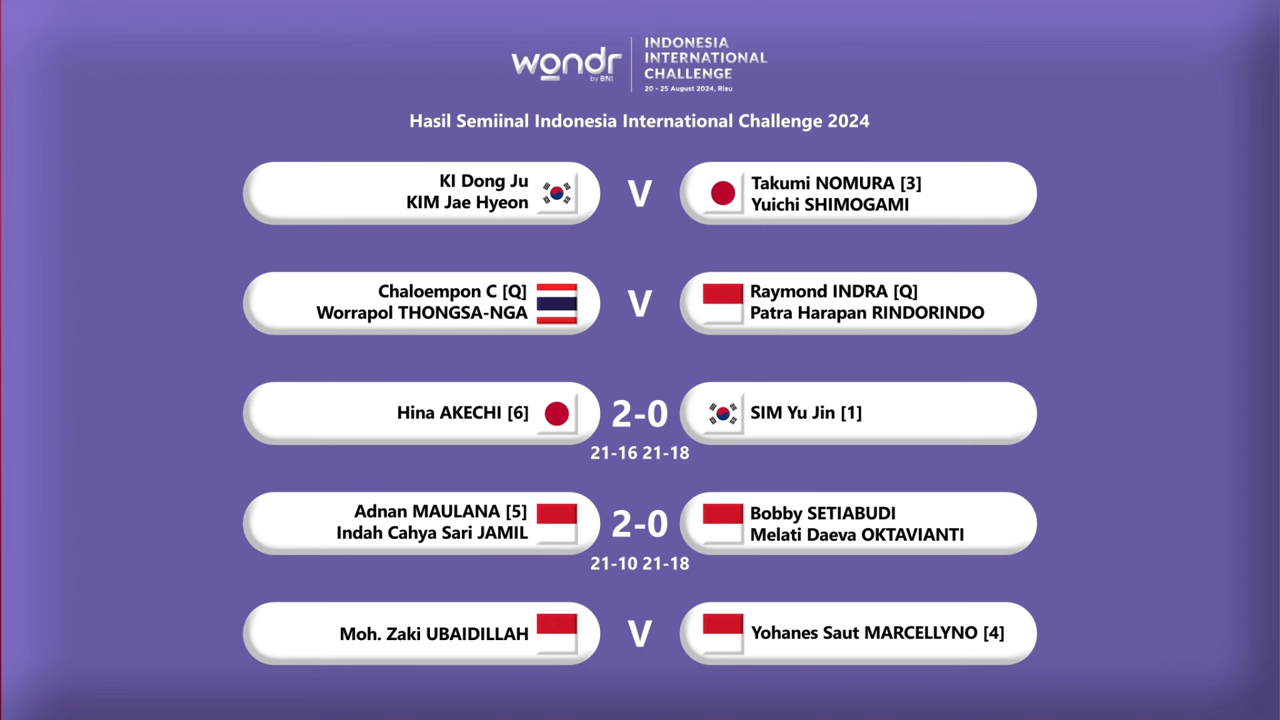 wondr
by BNI
INDONESIA
INTERNATIONAL
CHALLENGE
20 - 25 August 2024, Riau
Hasil Semiinal Indonesia International Challenge 2024
KI Dong Ju
KIM Jae Hyeon
V
Takumi NOMURA [3]
Yuichi SHIMOGAMI
Chaloempon C [Q]
Worrapol THONGSA-NGA
V
Raymond INDRA [Q]
Patra Harapan RINDORINDO
Hina AKECHI [6]
2-0
SIM Yu Jin [1]
21-16 21-18
Adnan MAULANA [5]
Indah Cahya Sari JAMIL
2-0
Bobby SETIABUDI
Melati Daeva OKTAVIANTI
21-10 21-18
Moh. Zaki UBAIDILLAH
V
Yohanes Saut MARCELLYNO [4]